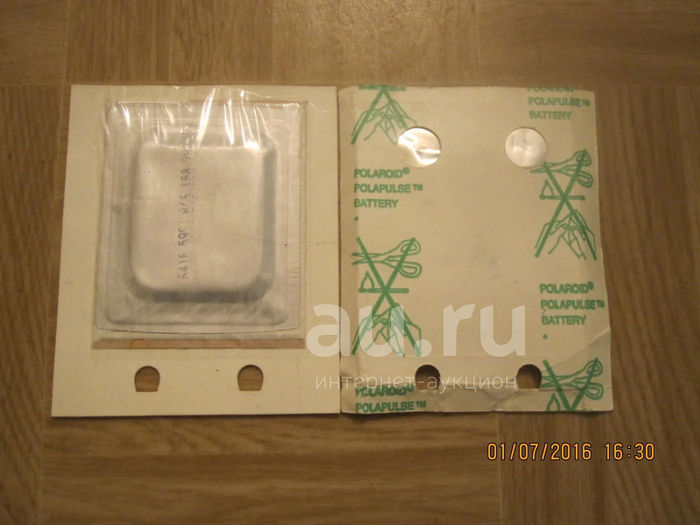 POLAROID®
POLAPULSE™
BATTERY
POLAROID®
POLAPULSE™
BATTERY
POLAROID®
POLAPULSE™
BATTERY
POLAROID®
POLAPULSE™
au.ru
интернет-аукцион
01/07/2016 16:30